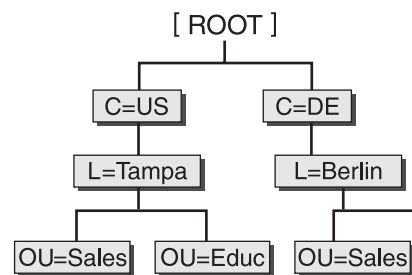 [ ROOT ]
C=US C=DE
L=Tampa L=Berlin
OU=Sales OU=Educ OU=Sales